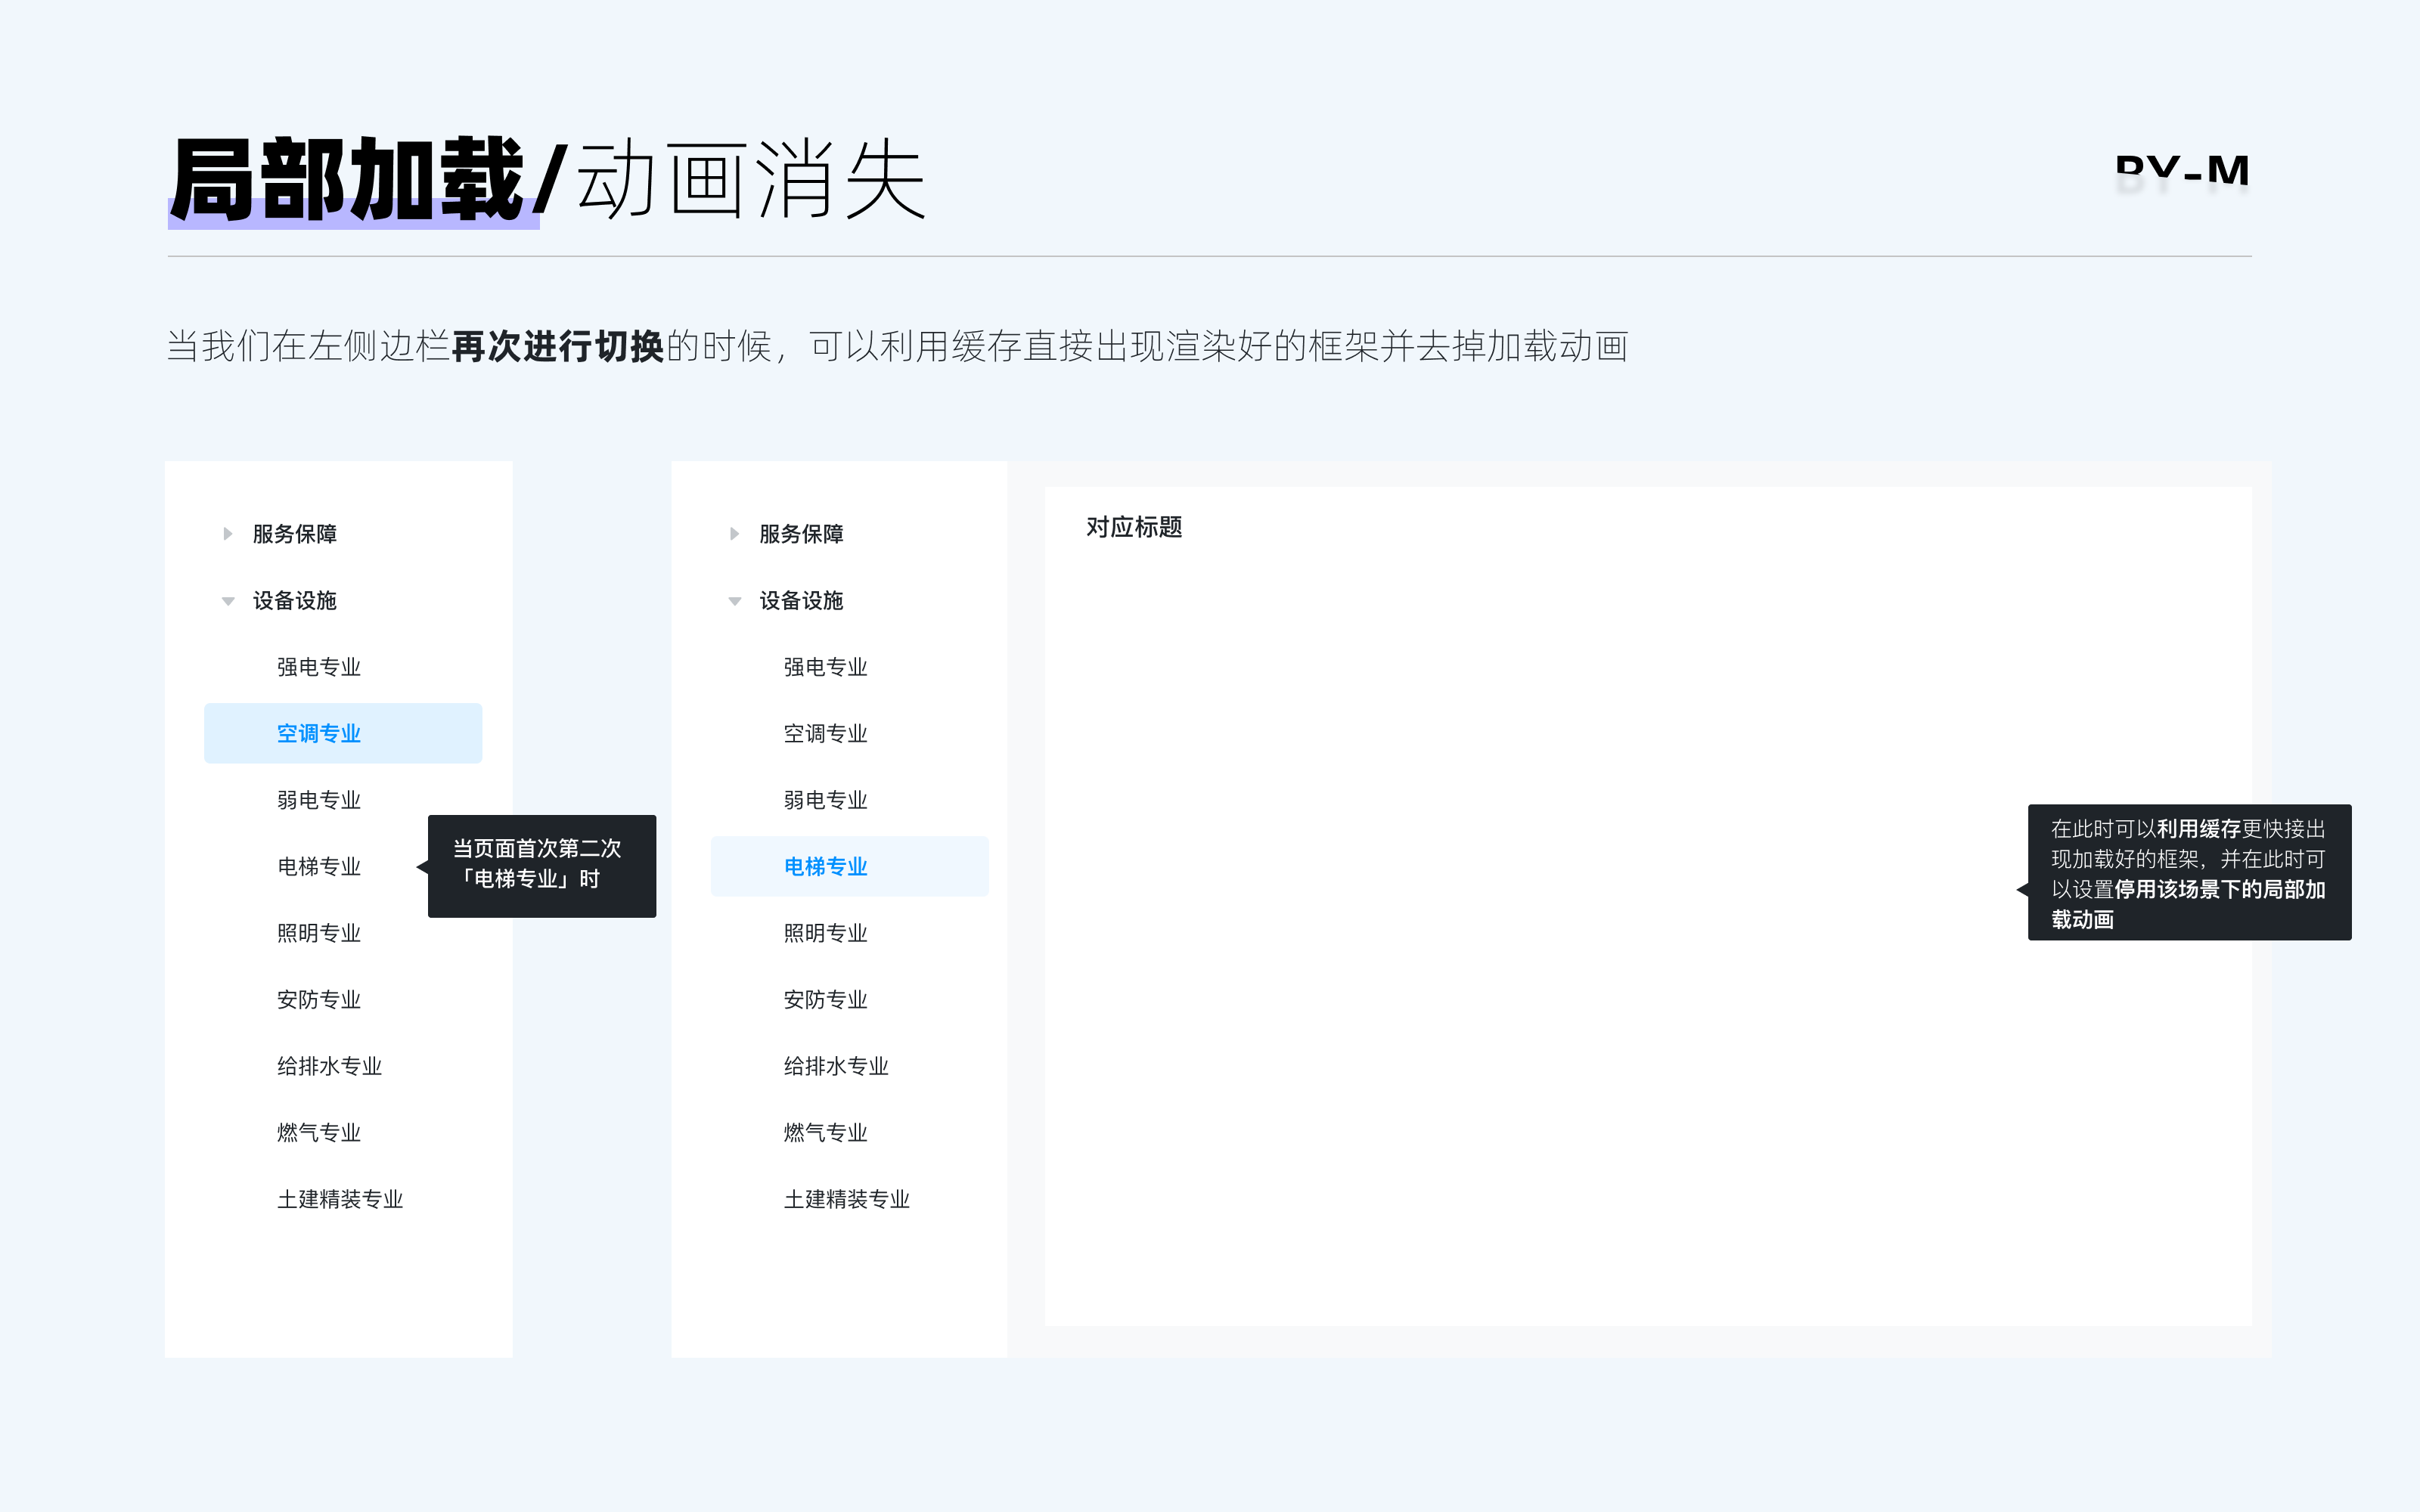 局部加载/动画消失
BY-M
当我们在左侧边栏再次进行切换的时候，可以利用缓存直接出现渲染好的框架并去掉加载动画
服务保障
设备设施
强电专业
空调专业
弱电专业
电梯专业
照明专业
安防专业
给排水专业
燃气专业
土建精装专业
当页面首次第二次
「电梯专业」时
服务保障
设备设施
强电专业
空调专业
弱电专业
电梯专业
照明专业
安防专业
给排水专业
燃气专业
土建精装专业
对应标题
在此时可以利用缓存更快接出
现加载好的框架，并在此时可
以设置停用该场景下的局部加
载动画